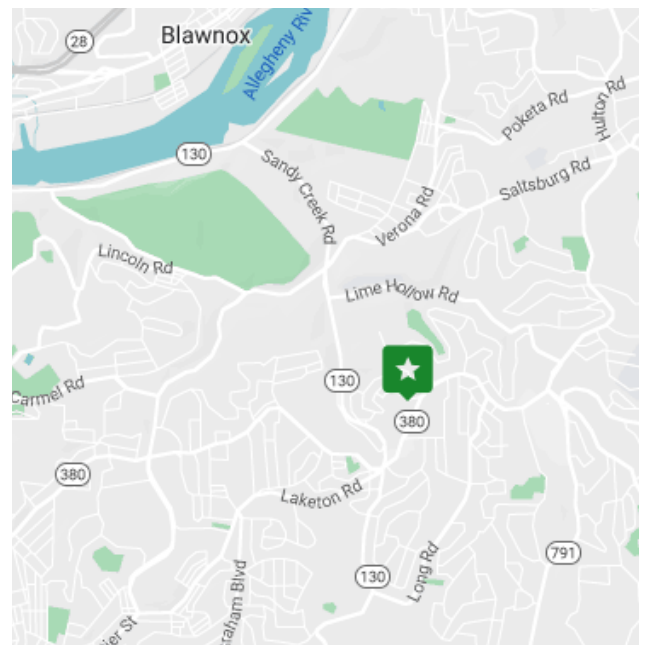 28
Blawnox
Allegheny Riv
130
Sandy Creek Rd
Poketa Rd
Hulton Rd
Saltsburg Rd
Verona Rd
Lincoln Rd
Lime Hollow Rd
130
Carmel Rd
380
380
Laketon Rd
791
130
Long Rd
raham Blvd
ier St